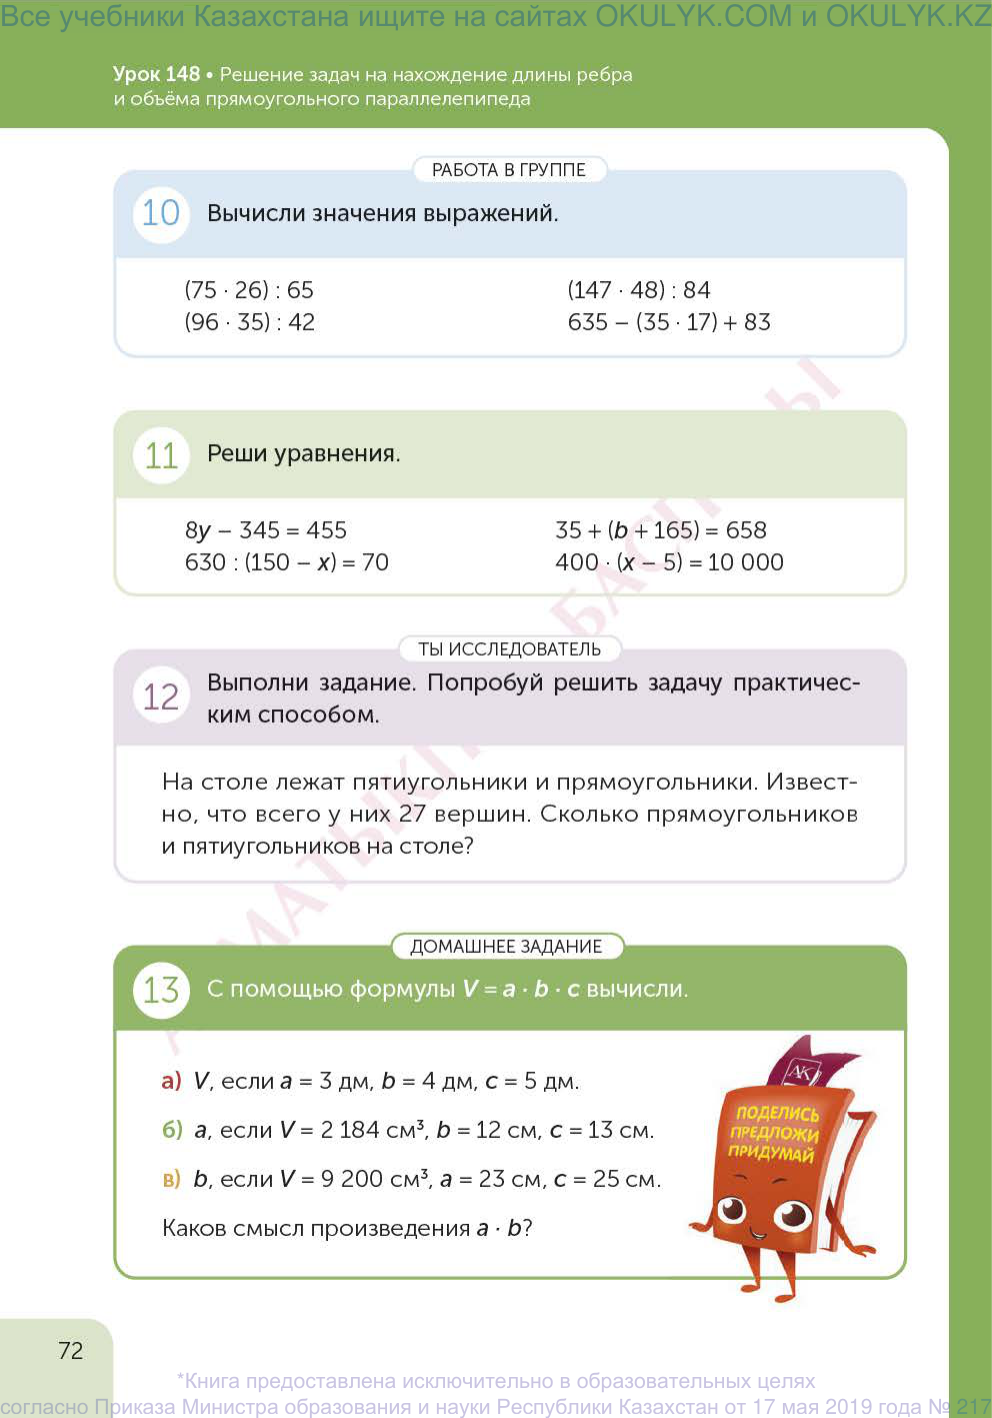 Все учебники Казахстана ищите на сайтах OKULYK.COM и OKULYK.KZ
Урок 148 • Решение задач на нахождение длины ребра
и объёма прямоугольного параллелепипеда
РАБОТА В ГРУППЕ
10 Вычисли значения выражений.
(75 · 26) : 65 (147 · 48) : 84
(96 · 35) : 42 635 – (35 · 17) + 83
11 Реши уравнения.
8y – 345 = 455 35 + (b + 165) = 658
630 : (150 – x) = 70 400 · (x – 5) = 10 000
ТЫ ИССЛЕДОВАТЕЛЬ
12 Выполни задание. Попробуй решить задачу практичес-
ким способом.
На столе лежат пятиугольники и прямоугольники. Извест-
но, что всего у них 27 вершин. Сколько прямоугольников
и пятиугольников на столе?
ДОМАШНЕЕ ЗАДАНИЕ
13 С помощью формулы V = a · b · c вычисли.
а) V, если a = 3 дм, b = 4 дм, c = 5 дм.
б) a, если V = 2 184 см³, b = 12 см, c = 13 см.
в) b, если V = 9 200 см³, a = 23 см, c = 25 см.
Каков смысл произведения a · b?
АК
ПОДЕЛИСЬ
ПРЕДЛОЖИ
ПРИДУМАЙ
72
*Книга предоставлена исключительно в образовательных целях
согласно Приказа Министра образования и науки Республики Казахстан от 17 мая 2019 года № 217